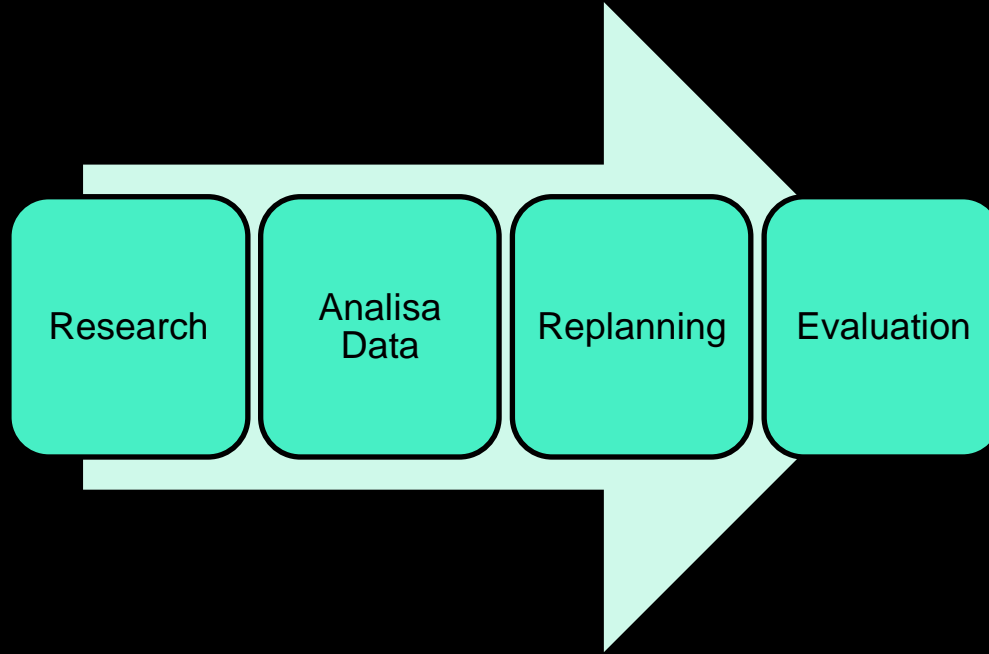 Research
Analisa
Data
Replanning
Evaluation